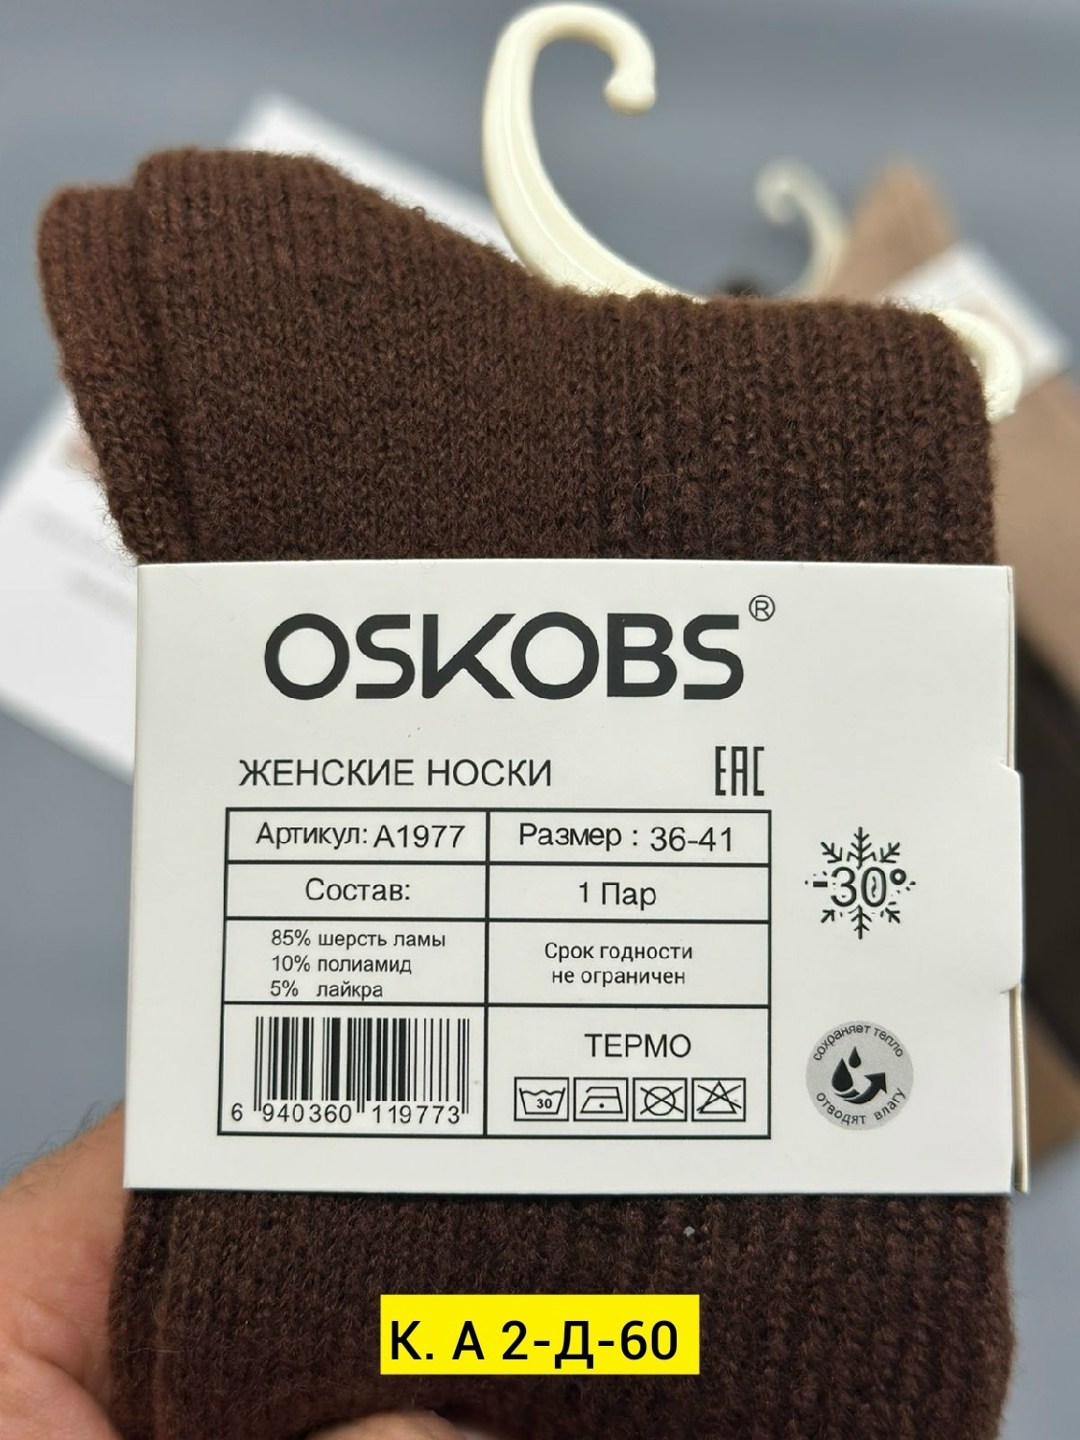 OSKOBS®
ЖЕНСКИЕ НОСКИ
EAC
Артикул: A1977
Размер : 36-41
Состав:
1 Пар
85% шерсть ламы
10% полиамид
5% лайкра
Срок годности
не ограничен
-30°
ТЕРМО
30
6 940360 119773
сохраняет тепло
отводят влагу
К. А 2-Д-60